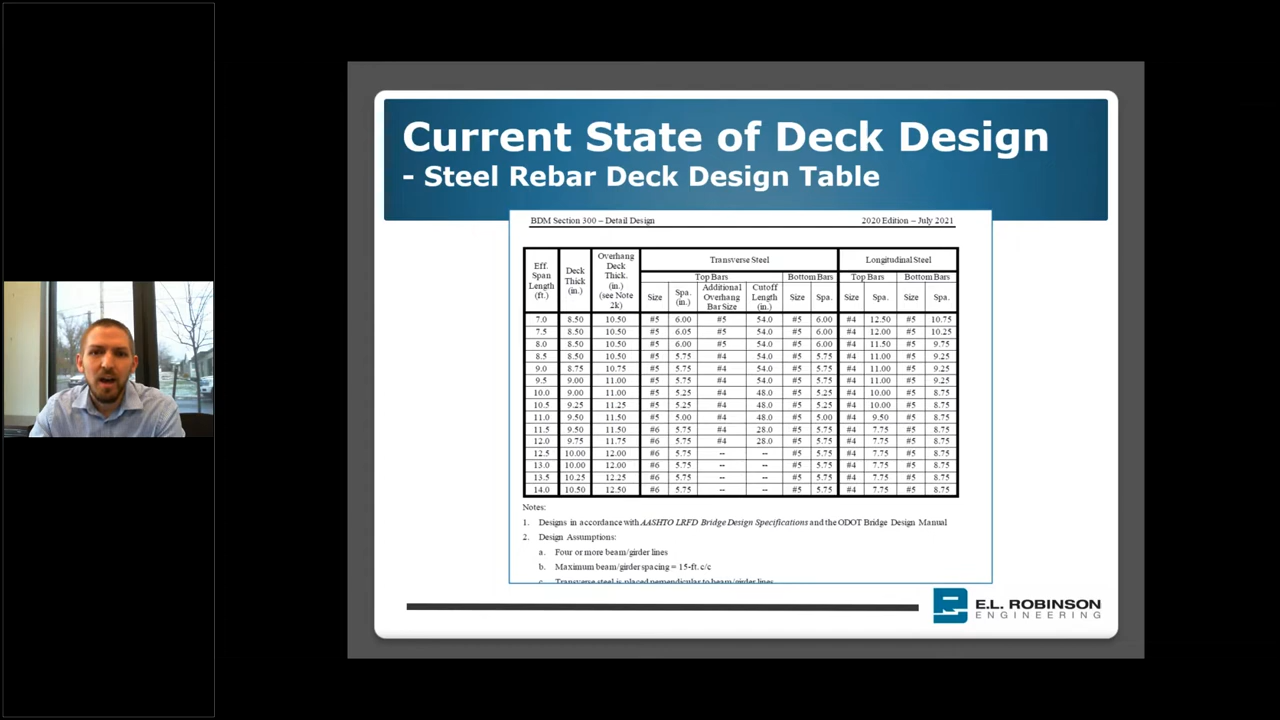 Current State of Deck Design
- Steel Rebar Deck Design Table
BDM Section 300 – Detail Design 2020 Edition – July 2021
Eff. Span Length (ft.) Deck Thick (in.) Overhang Deck Thick. (in.) (see Note 2k) Transverse Steel Longitudinal Steel
Top Bars Bottom Bars Top Bars Bottom Bars
Size Spa. (in.) Additional Overhang Bar Size Cutoff Length (in.) Size Spa. Size Spa. Size Spa.
7.0 8.50 10.50 #5 6.00 #5 54.0 #5 6.00 #4 12.50 #5 10.75
7.5 8.50 10.50 #5 6.05 #5 54.0 #5 6.00 #4 12.00 #5 10.25
8.0 8.50 10.50 #5 6.00 #5 54.0 #5 6.00 #4 11.50 #5 9.75
8.5 8.50 10.50 #5 5.75 #4 54.0 #5 5.75 #4 11.00 #5 9.25
9.0 8.75 10.75 #5 5.75 #4 54.0 #5 5.75 #4 11.00 #5 9.25
9.5 9.00 11.00 #5 5.75 #4 54.0 #5 5.75 #4 11.00 #5 9.25
10.0 9.00 11.00 #5 5.25 #4 48.0 #5 5.25 #4 10.00 #5 8.75
10.5 9.25 11.25 #5 5.25 #4 48.0 #5 5.25 #4 10.00 #5 8.75
11.0 9.50 11.50 #5 5.00 #4 48.0 #5 5.00 #4 9.50 #5 8.75
11.5 9.50 11.50 #6 5.75 #4 28.0 #5 5.75 #4 7.75 #5 8.75
12.0 9.75 11.75 #6 5.75 #4 28.0 #5 5.75 #4 7.75 #5 8.75
12.5 10.00 12.00 #6 5.75 -- -- #5 5.75 #4 7.75 #5 8.75
13.0 10.00 12.00 #6 5.75 -- -- #5 5.75 #4 7.75 #5 8.75
13.5 10.25 12.25 #6 5.75 -- -- #5 5.75 #4 7.75 #5 8.75
14.0 10.50 12.50 #6 5.75 -- -- #5 5.75 #4 7.75 #5 8.75
Notes:
1. Designs in accordance with AASHTO LRFD Bridge Design Specifications and the ODOT Bridge Design Manual
2. Design Assumptions:
a. Four or more beam/girder lines
b. Maximum beam/girder spacing = 15-ft. c/c
c. Transverse steel is placed perpendicular to beam/girder lines
E.L. ROBINSON
ENGINEERING